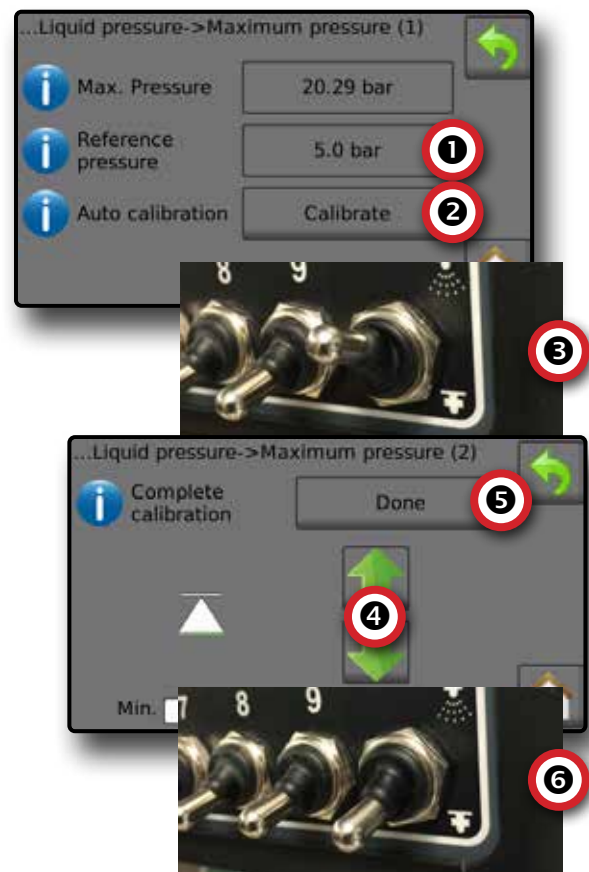 ...Liquid pressure->Maximum pressure (1)
Max. Pressure
20.29 bar
Reference
pressure
5.0 bar
1
Auto calibration
Calibrate
2
8 9
3
...Liquid pressure->Maximum pressure (2)
Complete
calibration
Done
5
4
Min.
7 8 9
6